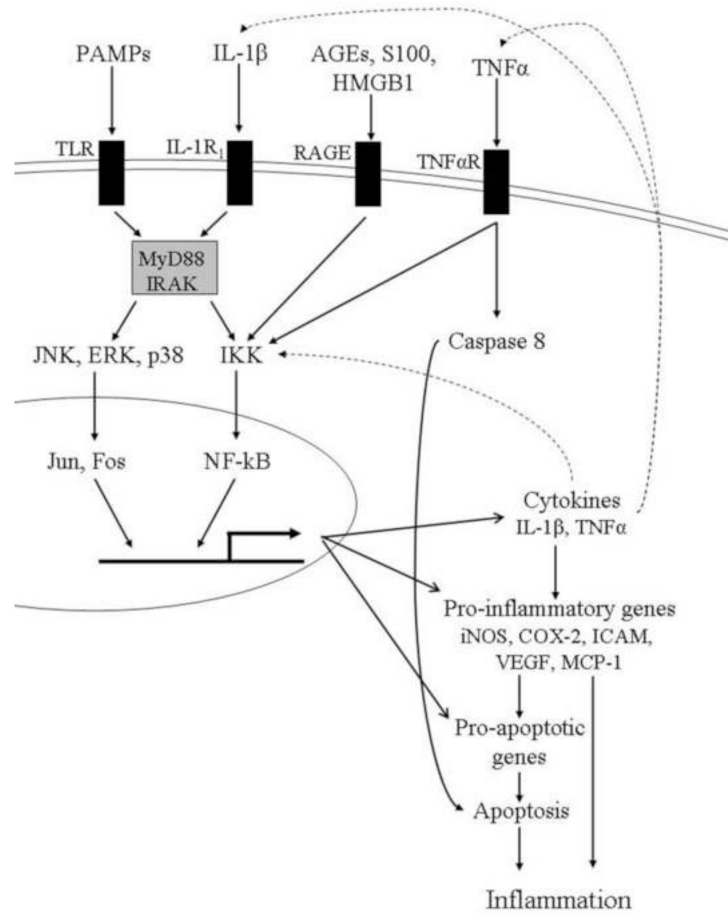 PAMPs
IL-1β
AGEs, S100,
HMGB1
TNFα
TLR
IL-1R1
RAGE
TNFαR
MyD88
IRAK
JNK, ERK, p38
IKK
Caspase 8
Jun, Fos
NF-kB
Cytokines
IL-1β, TNFα
Pro-inflammatory genes
iNOS, COX-2, ICAM,
VEGF, MCP-1
Pro-apoptotic
genes
Apoptosis
Inflammation